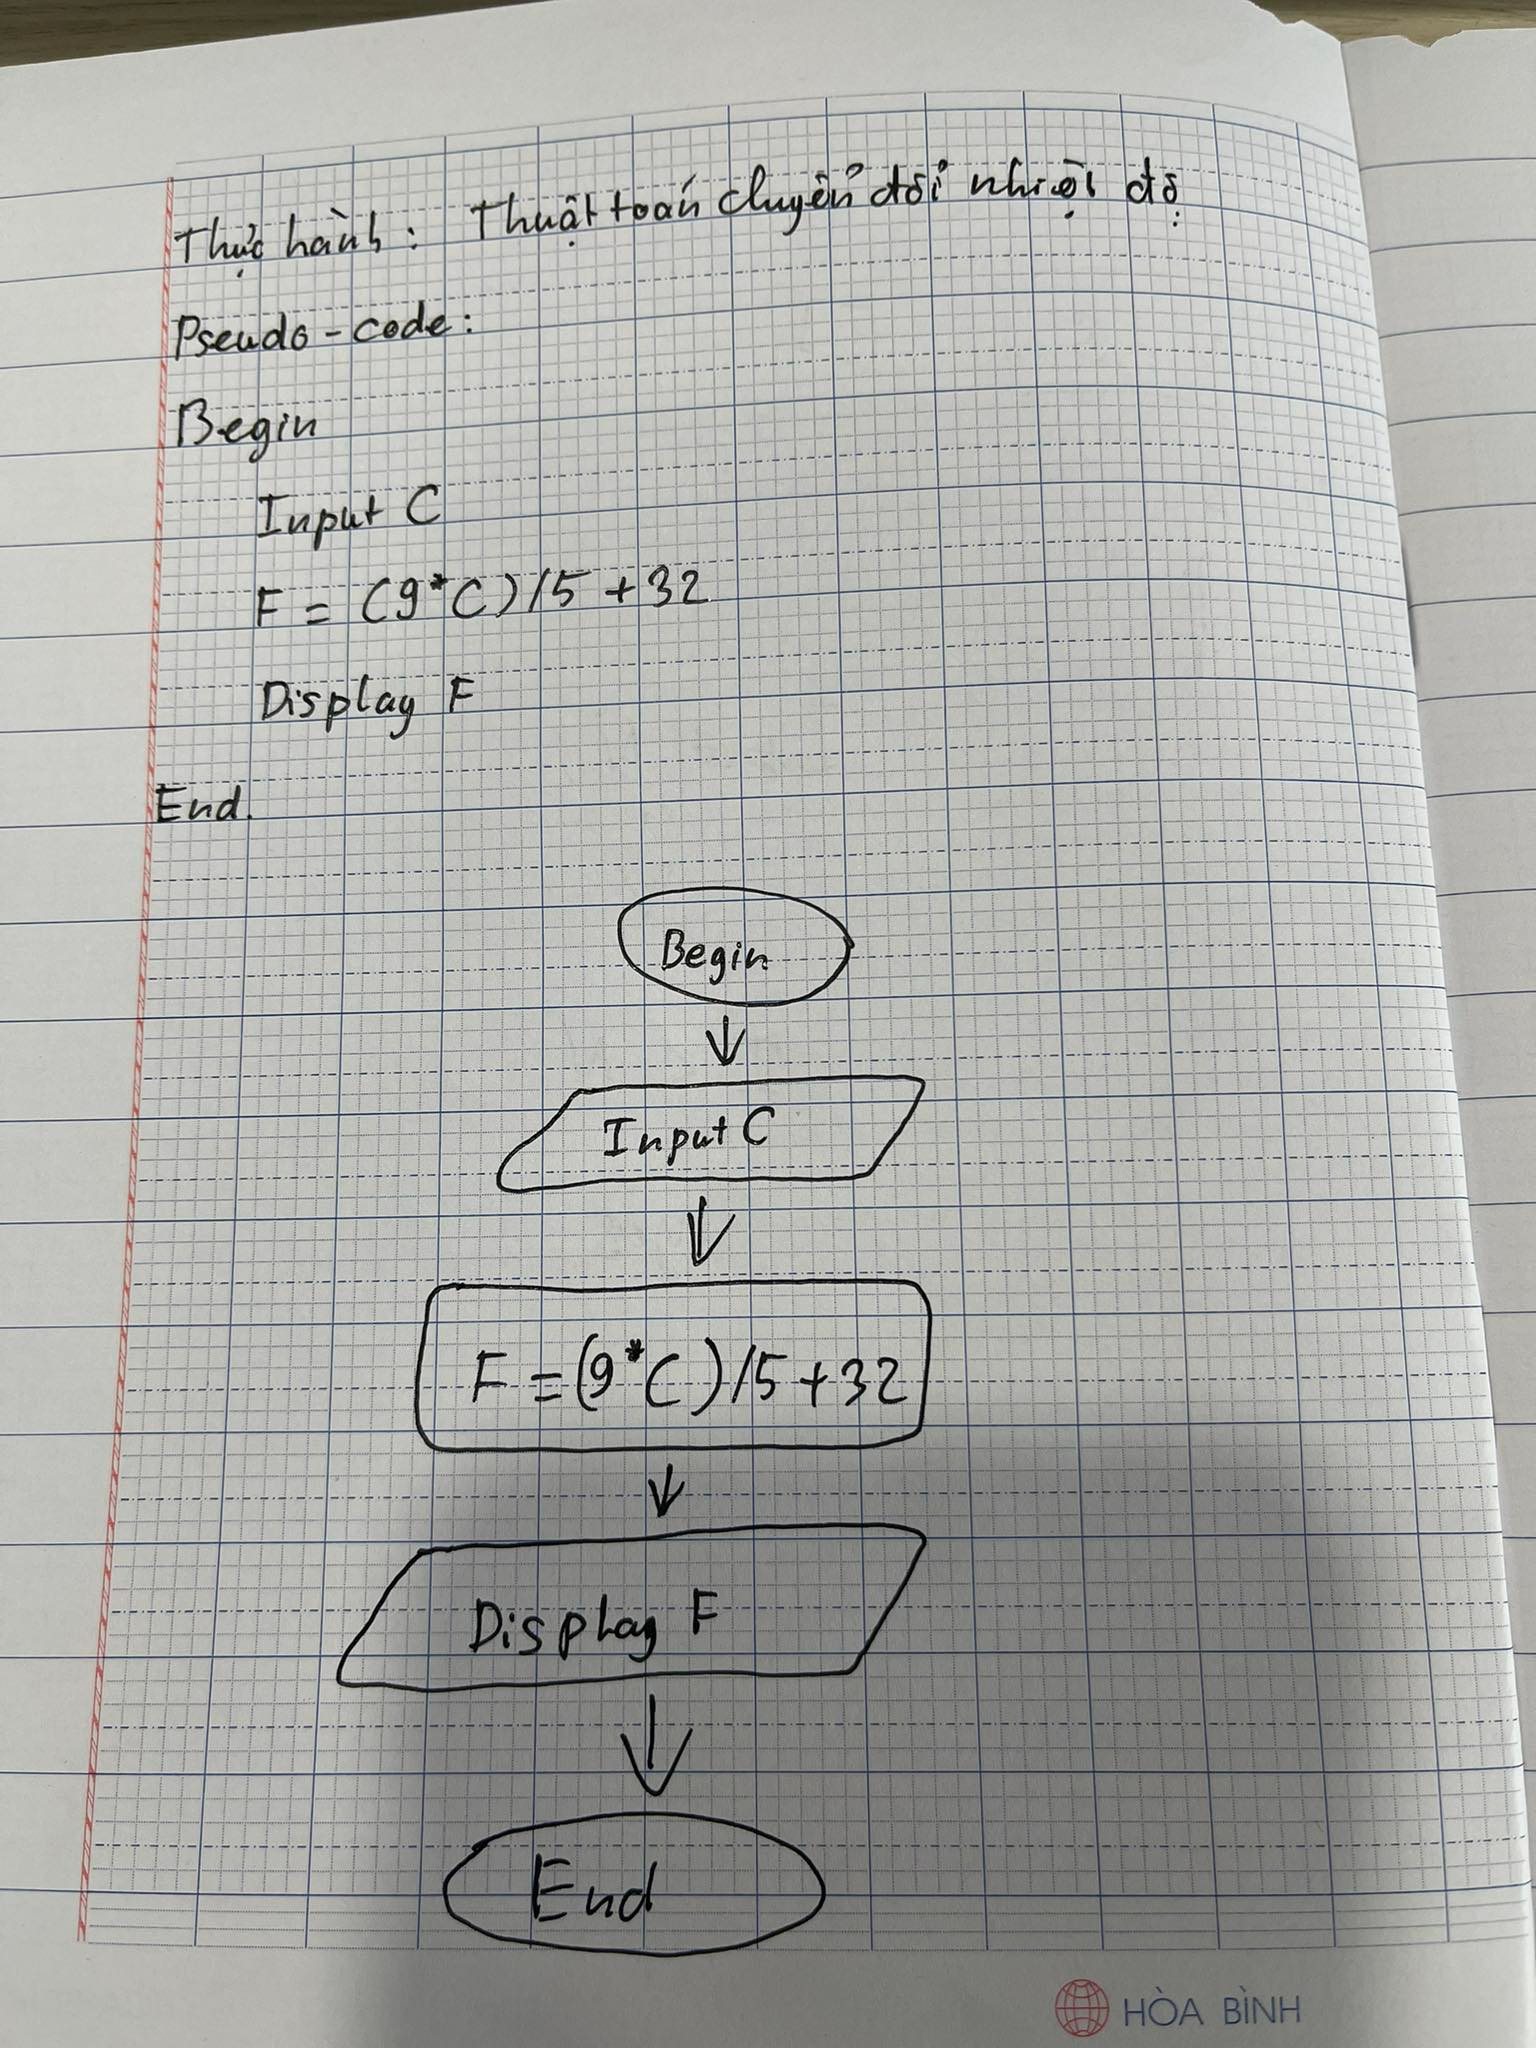 Thực hành: Thuật toán chuyển đổi nhiệt độ
Pseudo-code:
Begin
Input C
F = (9*C)/5 + 32
Display F
End.
Begin
Input C
F = (9*C)/5+32
Display F
End
HÒA BÌNH